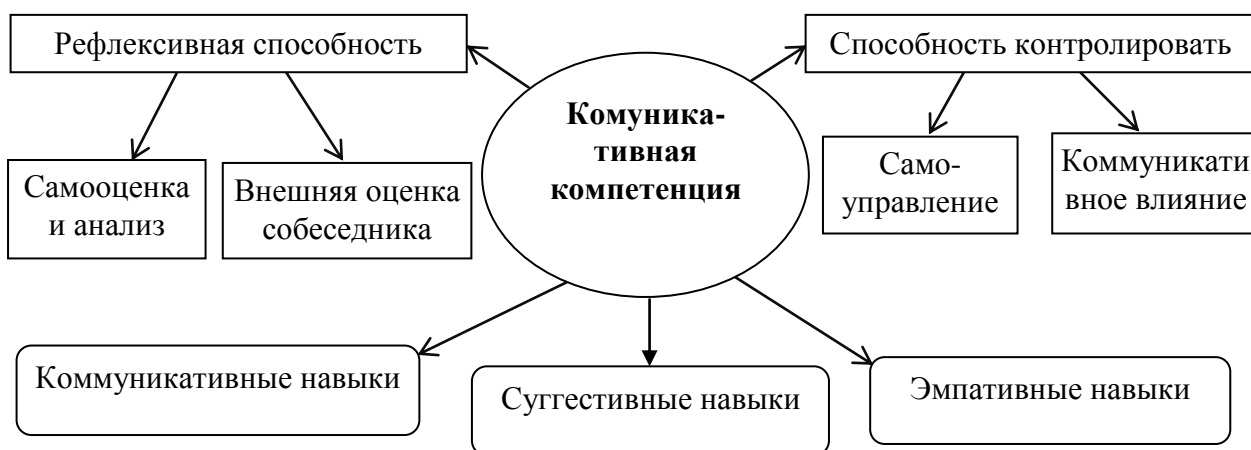 Рефлексивная способность
Способность контролировать
Комуника-
тивная
компетенция
Самооценка
и анализ
Внешняя оценка
собеседника
Само-
управление
Коммуникати
вное влияние
Коммуникативные навыки
Суггестивные навыки
Эмпативные навыки